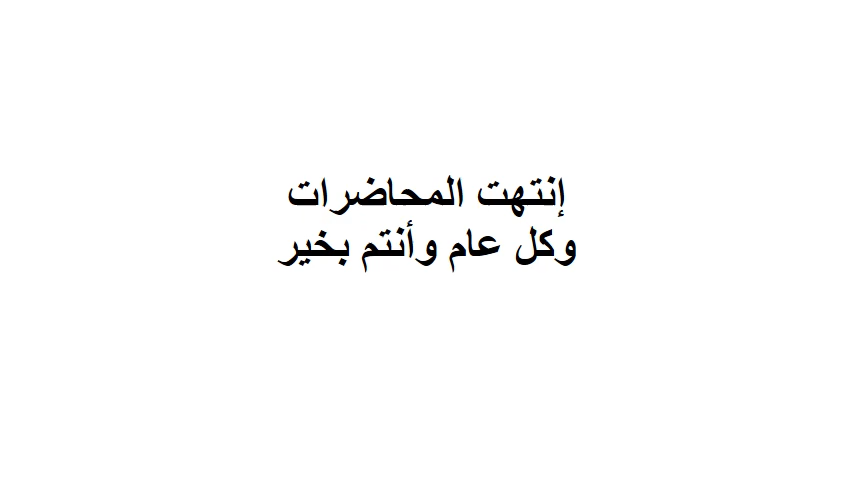 إنتهت المحاضرات
وكل عام وأنتم بخير